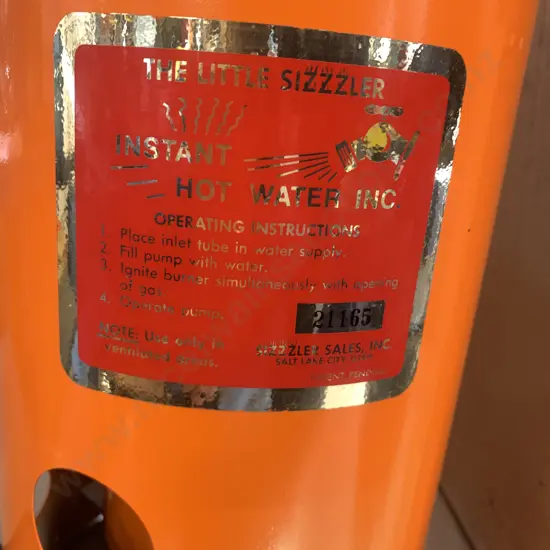 THE LITTLE SIZZZLER
INSTANT
HOT WATER INC.
OPERATING INSTRUCTIONS
1. Place inlet tube in water supply.
2. Fill pump with water.
3. Ignite burner simultaneously with opening
of gas.
4. Operate pump.
21165
NOTE: Use only in
ventilated areas.
SIZZZLER SALES, INC.
SALT LAKE CITY, UTAH
PATENT PENDING